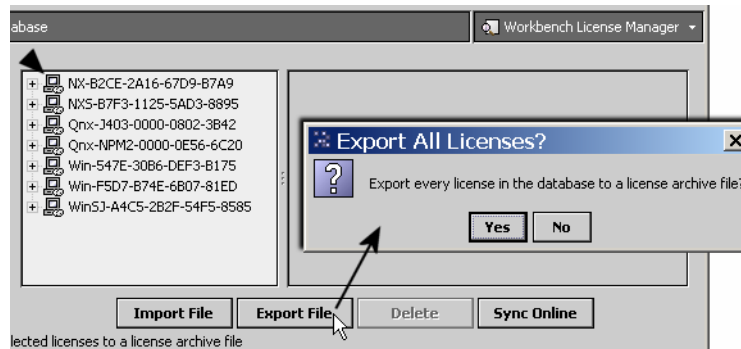 abase
Workbench License Manager
NX-B2CE-2A16-67D9-B7A9
NXS-B7F3-1125-5AD3-8895
Qnx-J403-0000-0802-3B42
Qnx-NPM2-0000-0E56-6C20
Win-547E-30B6-DEF3-B175
Win-F5D7-B74E-6B07-81ED
WinSJ-A4C5-2B2F-54F5-8585
Export All Licenses?
Export every license in the database to a license archive file?
Yes No
Import File Export File Delete Sync Online
lected licenses to a license archive file